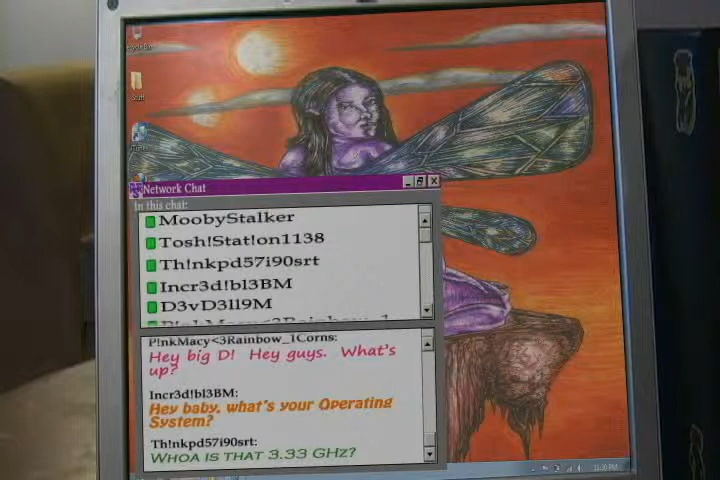 Network Chat
In this chat:
MoobyStalker
Tosh!Stat!on1138
Th!nkpd57i90srt
Incr3d!bl3BM
D3vD3ll9M
P!nkMacy<3Rainbow_1Corns:
Hey big D! Hey guys. What's
up?
Incr3d!bl3BM:
Hey baby, what's your Operating
System?
Th!nkpd57i90srt:
WHOA IS THAT 3.33 GHz?